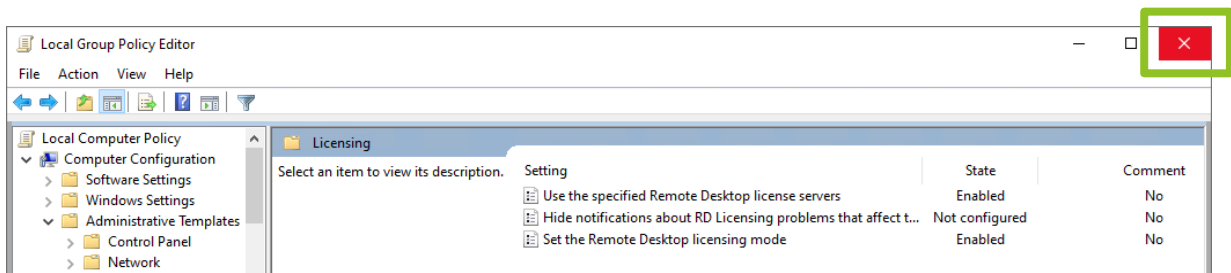 Local Group Policy Editor
File Action View Help
Local Computer Policy
Computer Configuration
Software Settings
Windows Settings
Administrative Templates
Control Panel
Network
Licensing
Select an item to view its description.
Setting State Comment
Use the specified Remote Desktop license servers Enabled No
Hide notifications about RD Licensing problems that affect t... Not configured No
Set the Remote Desktop licensing mode Enabled No